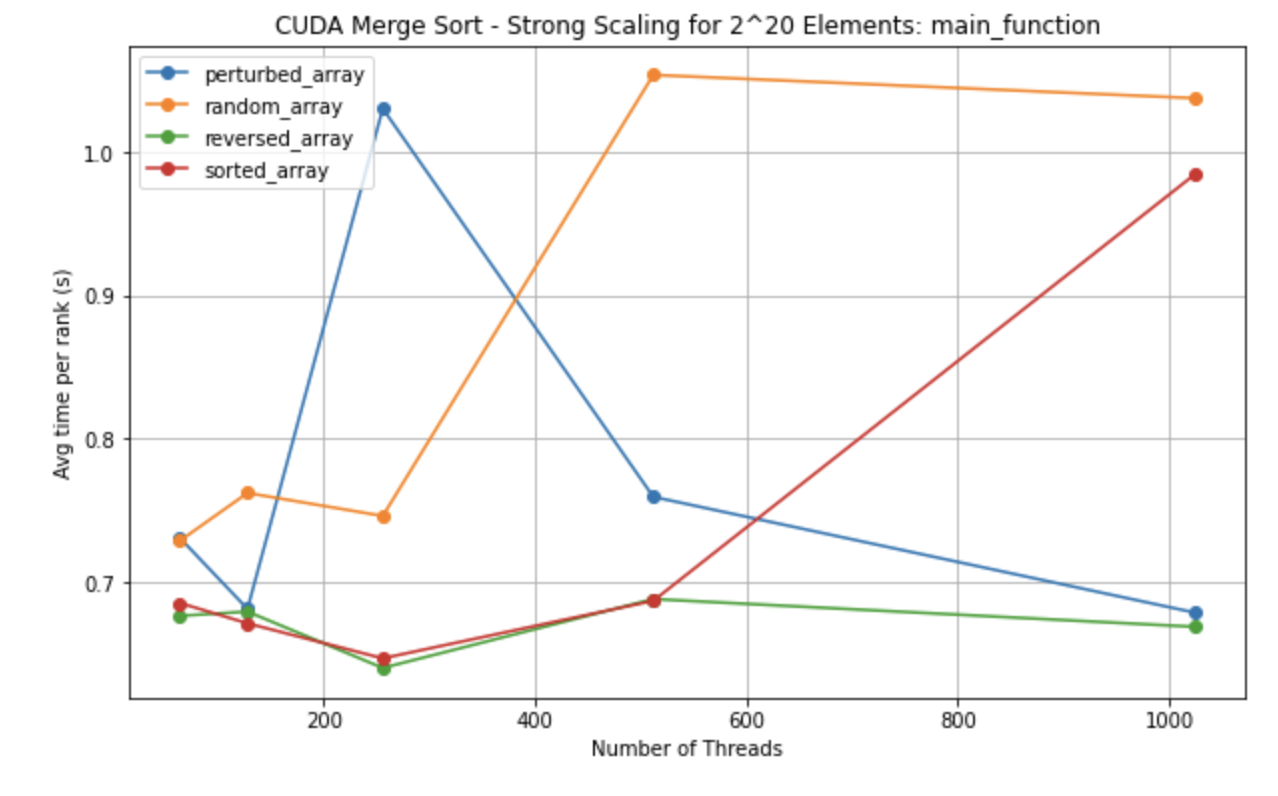 CUDA Merge Sort - Strong Scaling for 2^20 Elements: main_function
perturbed_array
random_array
reversed_array
sorted_array
1.0
0.9
0.8
0.7
Avg time per rank (s)
200 400 600 800 1000
Number of Threads